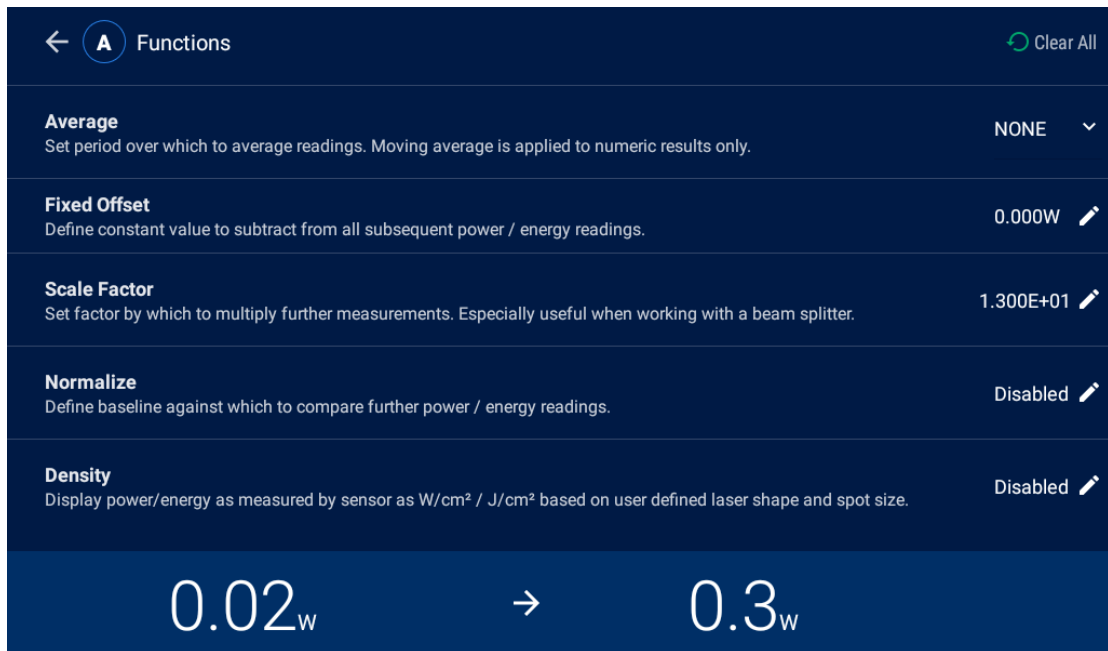 A Functions
Clear All
Average
Set period over which to average readings. Moving average is applied to numeric results only.
NONE
Fixed Offset
Define constant value to subtract from all subsequent power / energy readings.
0.000W
Scale Factor
Set factor by which to multiply further measurements. Especially useful when working with a beam splitter.
1.300E+01
Normalize
Define baseline against which to compare further power / energy readings.
Disabled
Density
Display power/energy as measured by sensor as W/cm² / J/cm² based on user defined laser shape and spot size.
Disabled
0.02W → 0.3W